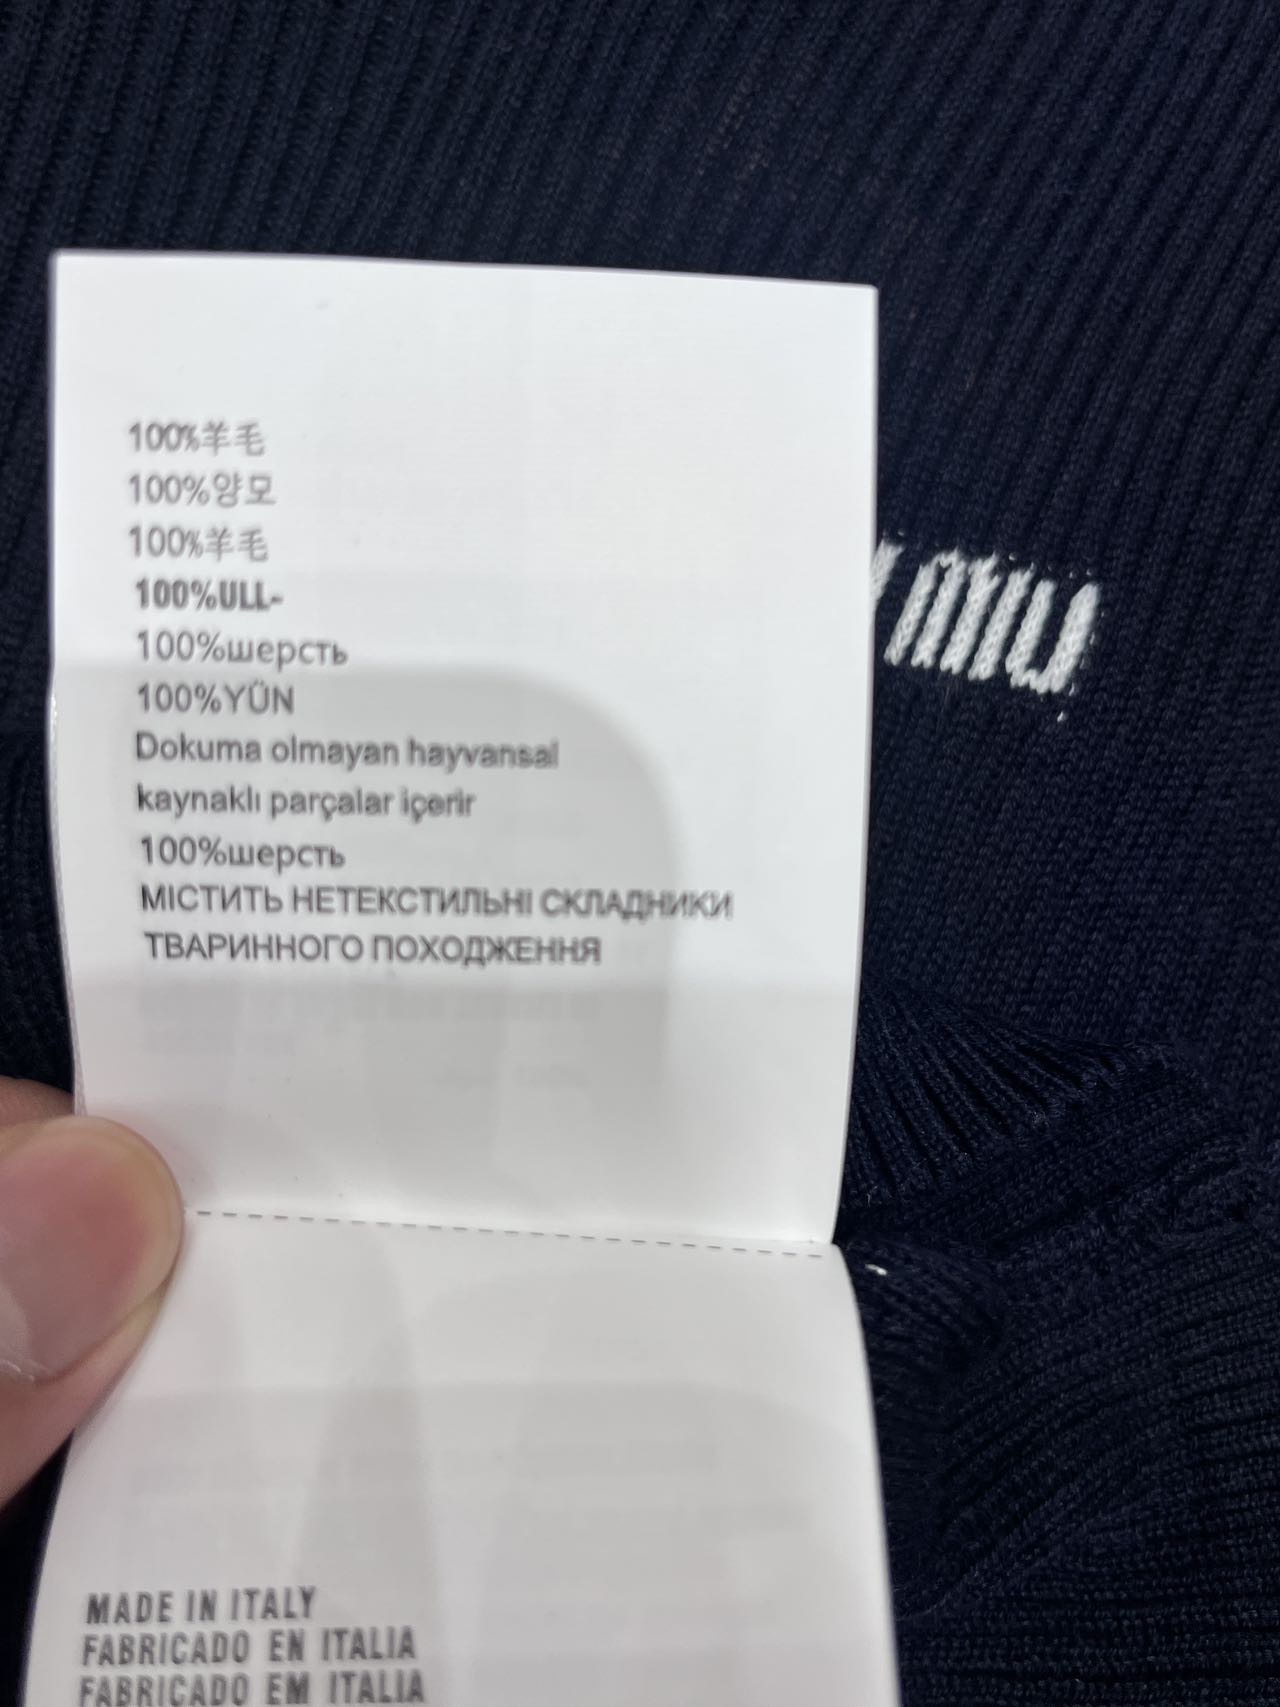 100%羊毛
100%양모
100%羊毛
100%ULL-
100%шерсть
100%YÜN
Dokuma olmayan hayvansal
kaynaklı parçalar içerir
100%шерсть
МІСТИТЬ НЕТЕКСТИЛЬНІ СКЛАДНИКИ
ТВАРИННОГО ПОХОДЖЕННЯ
MADE IN ITALY
FABRICADO EN ITALIA
FABRICADO EM ITALIA
miu